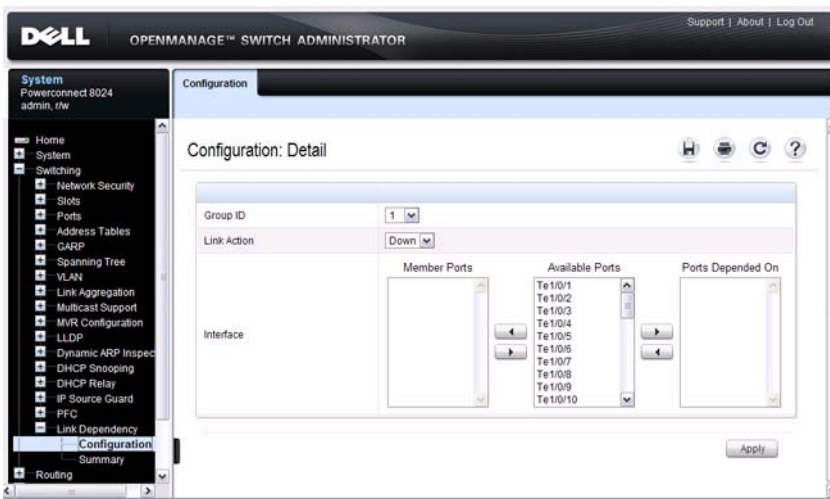 Support | About | Log Out
DELL OPENMANAGE™ SWITCH ADMINISTRATOR
System
Powerconnect 8024
admin, r/w
Home
System
Switching
Network Security
Slots
Ports
Address Tables
GARP
Spanning Tree
VLAN
Link Aggregation
Multicast Support
MVR Configuration
LLDP
Dynamic ARP Inspec
DHCP Snooping
DHCP Relay
IP Source Guard
PFC
Link Dependency
Configuration
Summary
Routing
Configuration
Configuration: Detail
Group ID
1
Link Action
Down
Interface
Member Ports
Available Ports
Te1/0/1
Te1/0/2
Te1/0/3
Te1/0/4
Te1/0/5
Te1/0/6
Te1/0/7
Te1/0/8
Te1/0/9
Te1/0/10
Ports Depended On
Apply